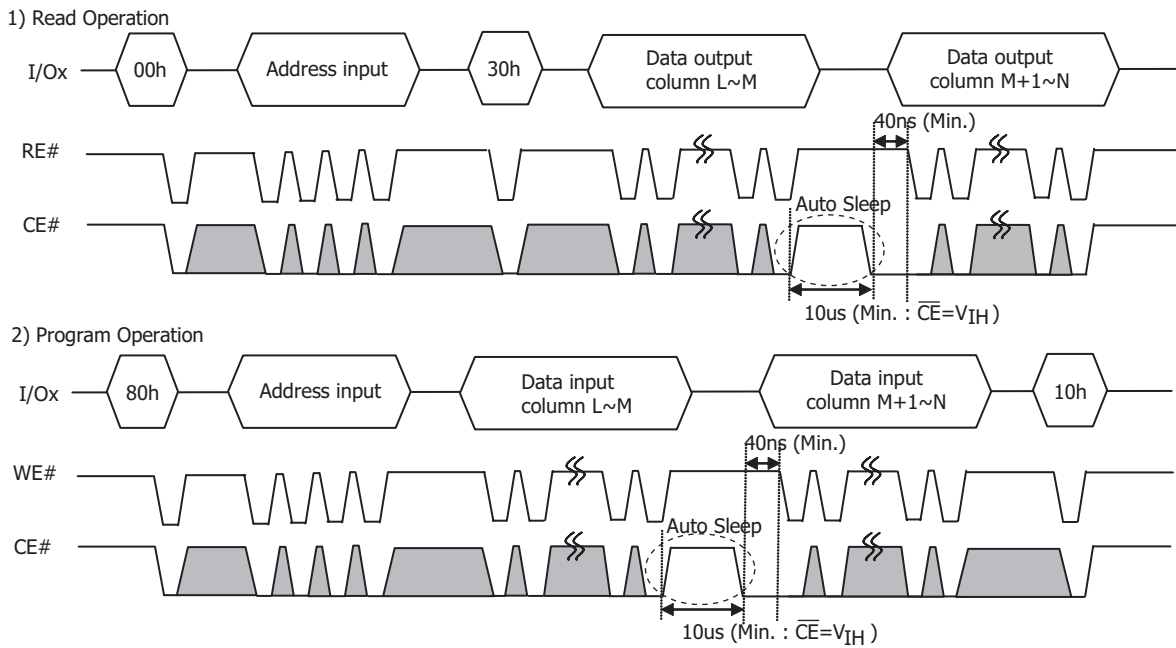 1) Read Operation
I/Ox
00h
Address input
30h
Data output
column L~M
Data output
column M+1~N
40ns (Min.)
RE#
Auto Sleep
CE#
10us (Min. : CE=VIH)
2) Program Operation
I/Ox
80h
Address input
Data input
column L~M
Data input
column M+1~N
10h
40ns (Min.)
WE#
Auto Sleep
CE#
10us (Min. : CE=VIH )